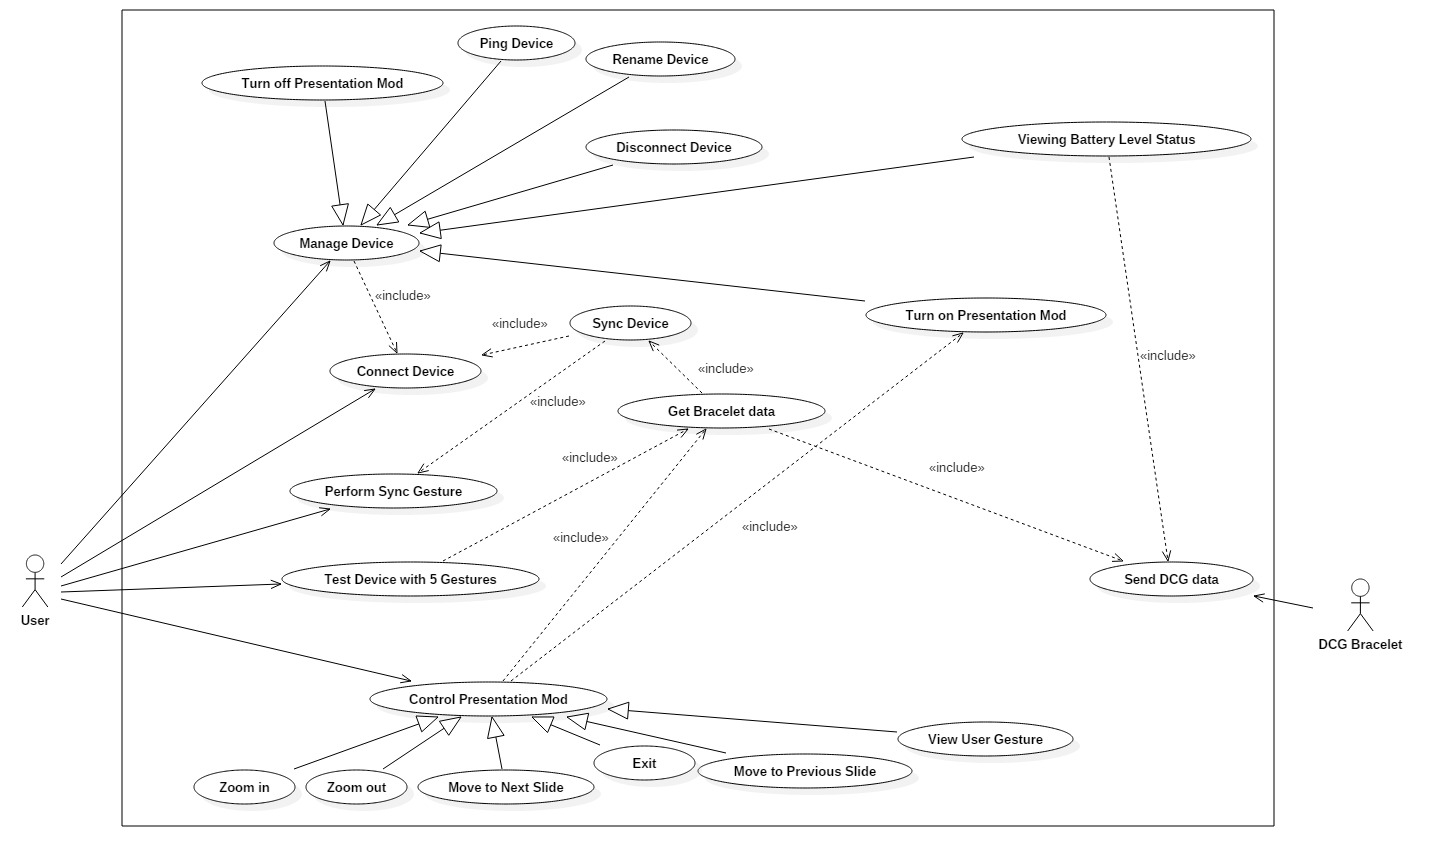 Ping Device
Rename Device
Turn off Presentation Mod
Disconnect Device
Viewing Battery Level Status
Manage Device
«include»
Turn on Presentation Mod
«include»
Sync Device
«include»
Connect Device
«include»
«include»
Get Bracelet data
«include»
«include»
Perform Sync Gesture
«include»
«include»
Test Device with 5 Gestures
Send DCG data
User
DCG Bracelet
Control Presentation Mod
View User Gesture
Exit
Move to Previous Slide
Zoom in
Zoom out
Move to Next Slide